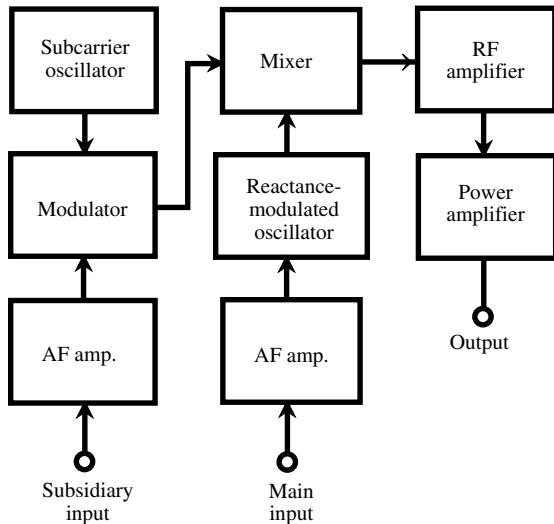 Subcarrier
oscillator
Mixer
RF
amplifier
Modulator
Reactance-
modulated
oscillator
Power
amplifier
AF amp.
AF amp.
Output
Subsidiary
input
Main
input